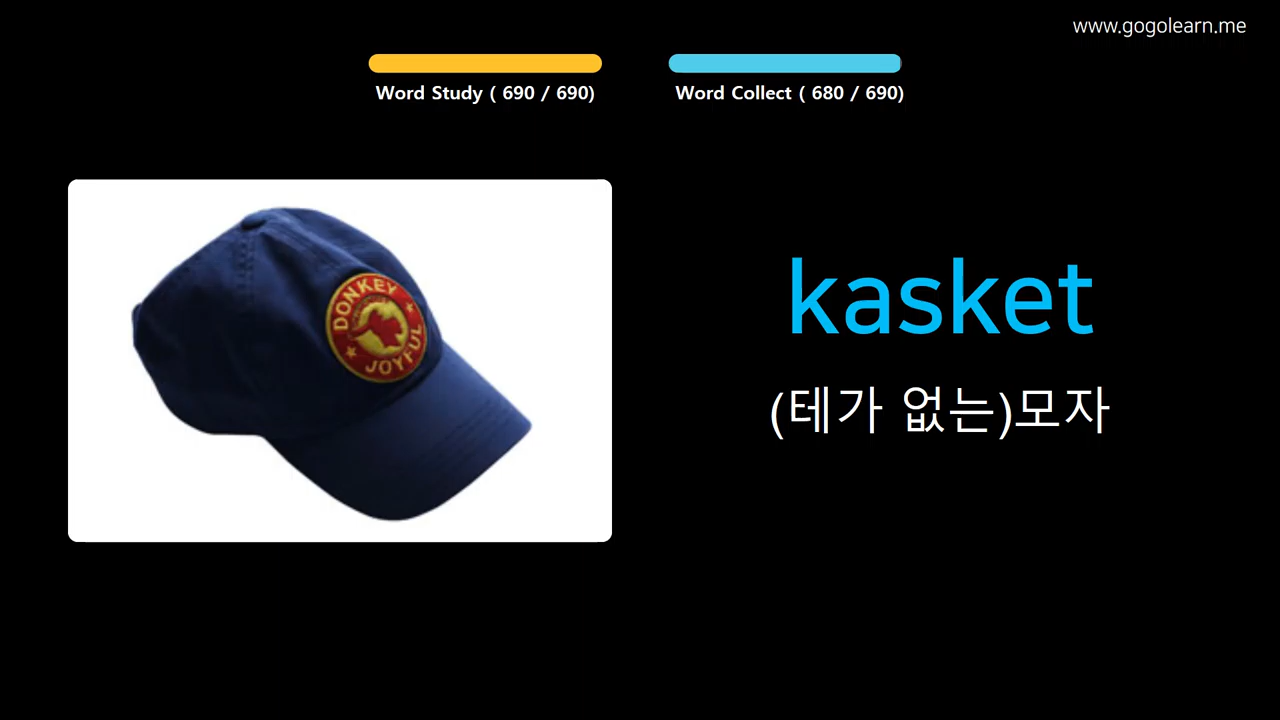 www.gogolearn.me
Word Study ( 690 / 690)
Word Collect ( 680 / 690)
DONKEY
JOYFUL
kasket
(테가 없는)모자